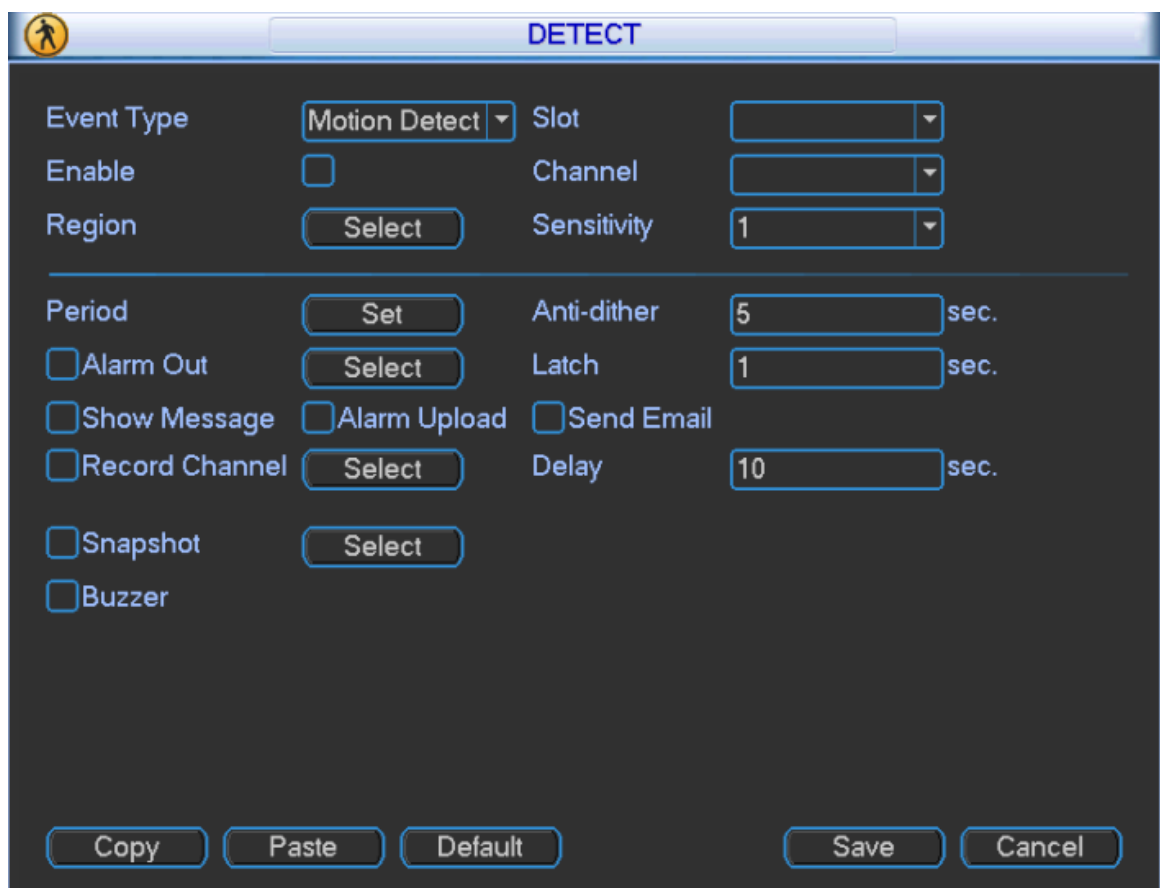 DETECT
Event Type Motion Detect Slot
Enable Channel
Region Select Sensitivity 1
Period Set Anti-dither 5 sec.
Alarm Out Select Latch 1 sec.
Show Message Alarm Upload Send Email
Record Channel Select Delay 10 sec.
Snapshot Select
Buzzer
Copy Paste Default Save Cancel